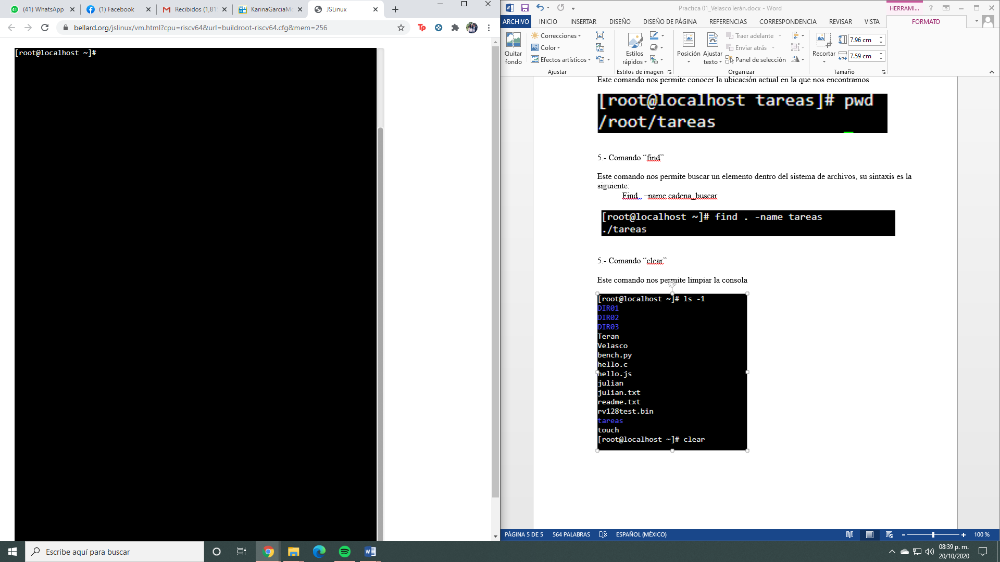 (41) WhatsApp
(1) Facebook
Recibidos (1,81
KarinaGarciaMo
JSLinux
bellard.org/jslinux/vm.html?cpu=riscv64&url=buildroot-riscv64.cfg&mem=256
[root@localhost ~]#
Practica 01_VelascoTerán.docx - Word
HERRAMI...
ARCHIVO
INICIO
INSERTAR
DISEÑO
DISEÑO DE PÁGINA
REFERENCIAS
CORRESPONDENCIA
REVISAR
VISTA
FORMATO
Quitar
fondo
Correcciones
Color
Efectos artísticos
Ajustar
Estilos
rápidos
Estilos de imagen
Posición
Ajustar
texto
Traer adelante
Enviar atrás
Panel de selección
Organizar
Recortar
7.96 cm
7.59 cm
Tamaño
Este comando nos permite conocer la ubicación actual en la que nos encontramos
[root@localhost tareas]# pwd
/root/tareas
5.- Comando “find”
Este comando nos permite buscar un elemento dentro del sistema de archivos, su sintaxis es la
siguiente:
Find . –name cadena_buscar
[root@localhost ~]# find . -name tareas
./tareas
5.- Comando “clear”
Este comando nos permite limpiar la consola
[root@localhost ~]# ls -1
DIR01
DIR02
DIR03
Teran
Velasco
bench.py
hello.c
hello.js
julian
julian.txt
readme.txt
rv128test.bin
tareas
touch
[root@localhost ~]# clear
PÁGINA 5 DE 5
564 PALABRAS
ESPAÑOL (MÉXICO)
100 %
Escribe aquí para buscar
08:39 p. m.
20/10/2020